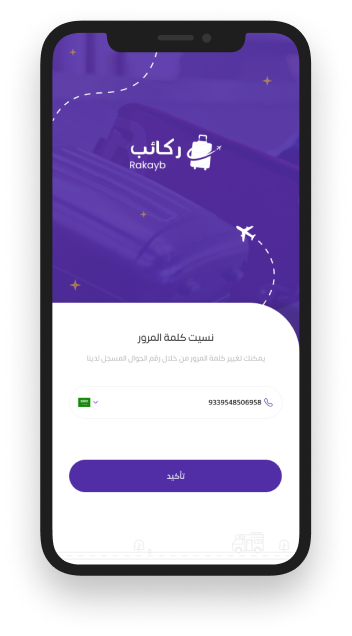 ركائب
Rakayb
نسيت كلمة المرور
يمكنك تغيير كلمة المرور من خلال رقم الجوال المسجل لدينا
9339548506958
تأكيد